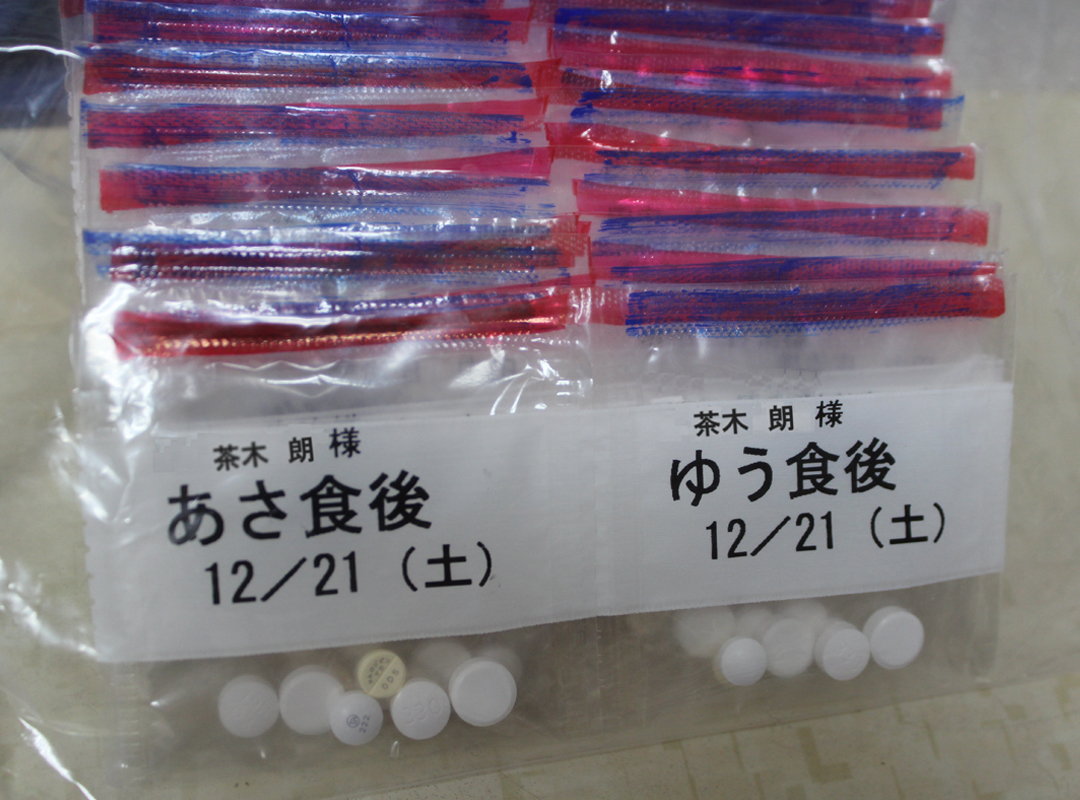 茶木 朗 様
あさ食後
12/21 (土)
茶木 朗 様
ゆう食後
12/21 (土)